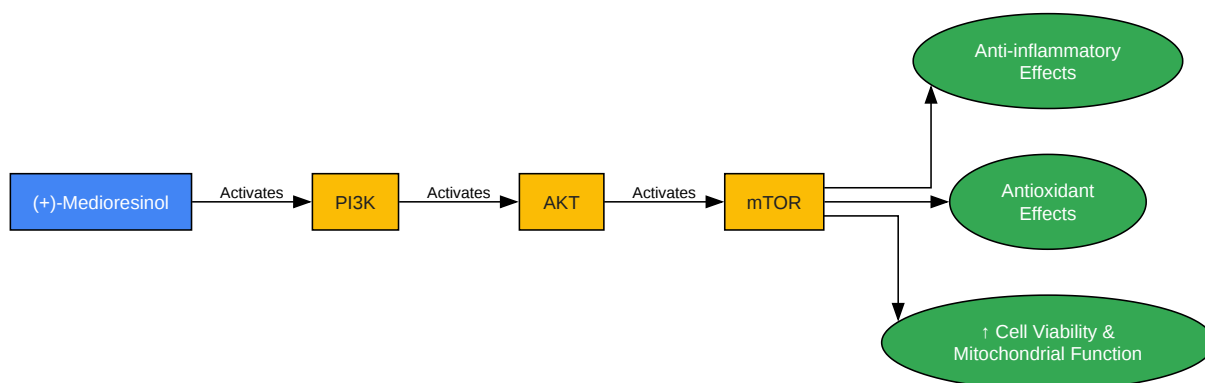 Anti-inflammatory
Effects
(+)-Medioresinol
Activates
PI3K
Activates
AKT
Activates
mTOR
Antioxidant
Effects
↑ Cell Viability &
Mitochondrial Function